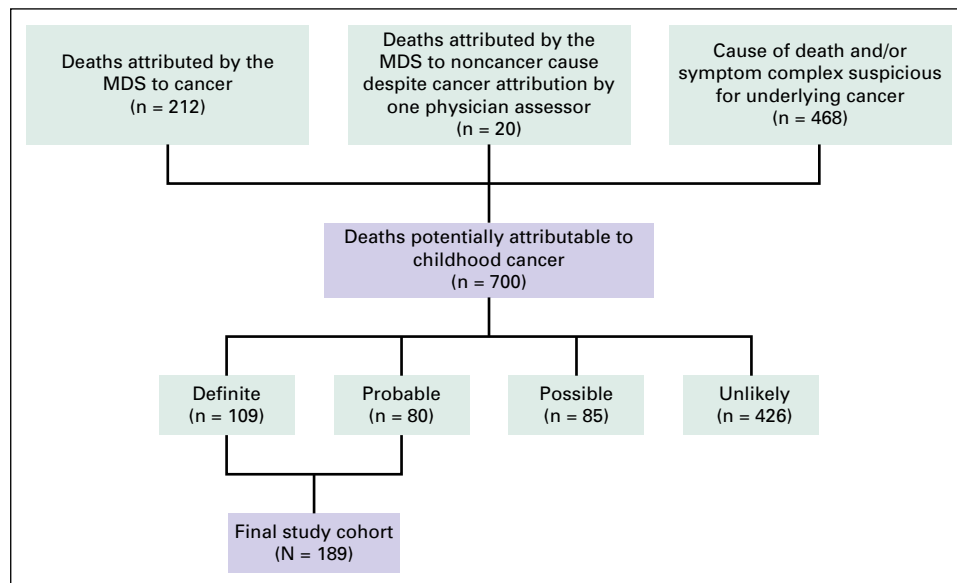 Deaths attributed by the
MDS to cancer
(n = 212)
Deaths attributed by the
MDS to noncancer cause
despite cancer attribution by
one physician assessor
(n = 20)
Cause of death and/or
symptom complex suspicious
for underlying cancer
(n = 468)
Deaths potentially attributable to
childhood cancer
(n = 700)
Definite
(n = 109)
Probable
(n = 80)
Possible
(n = 85)
Unlikely
(n = 426)
Final study cohort
(N = 189)